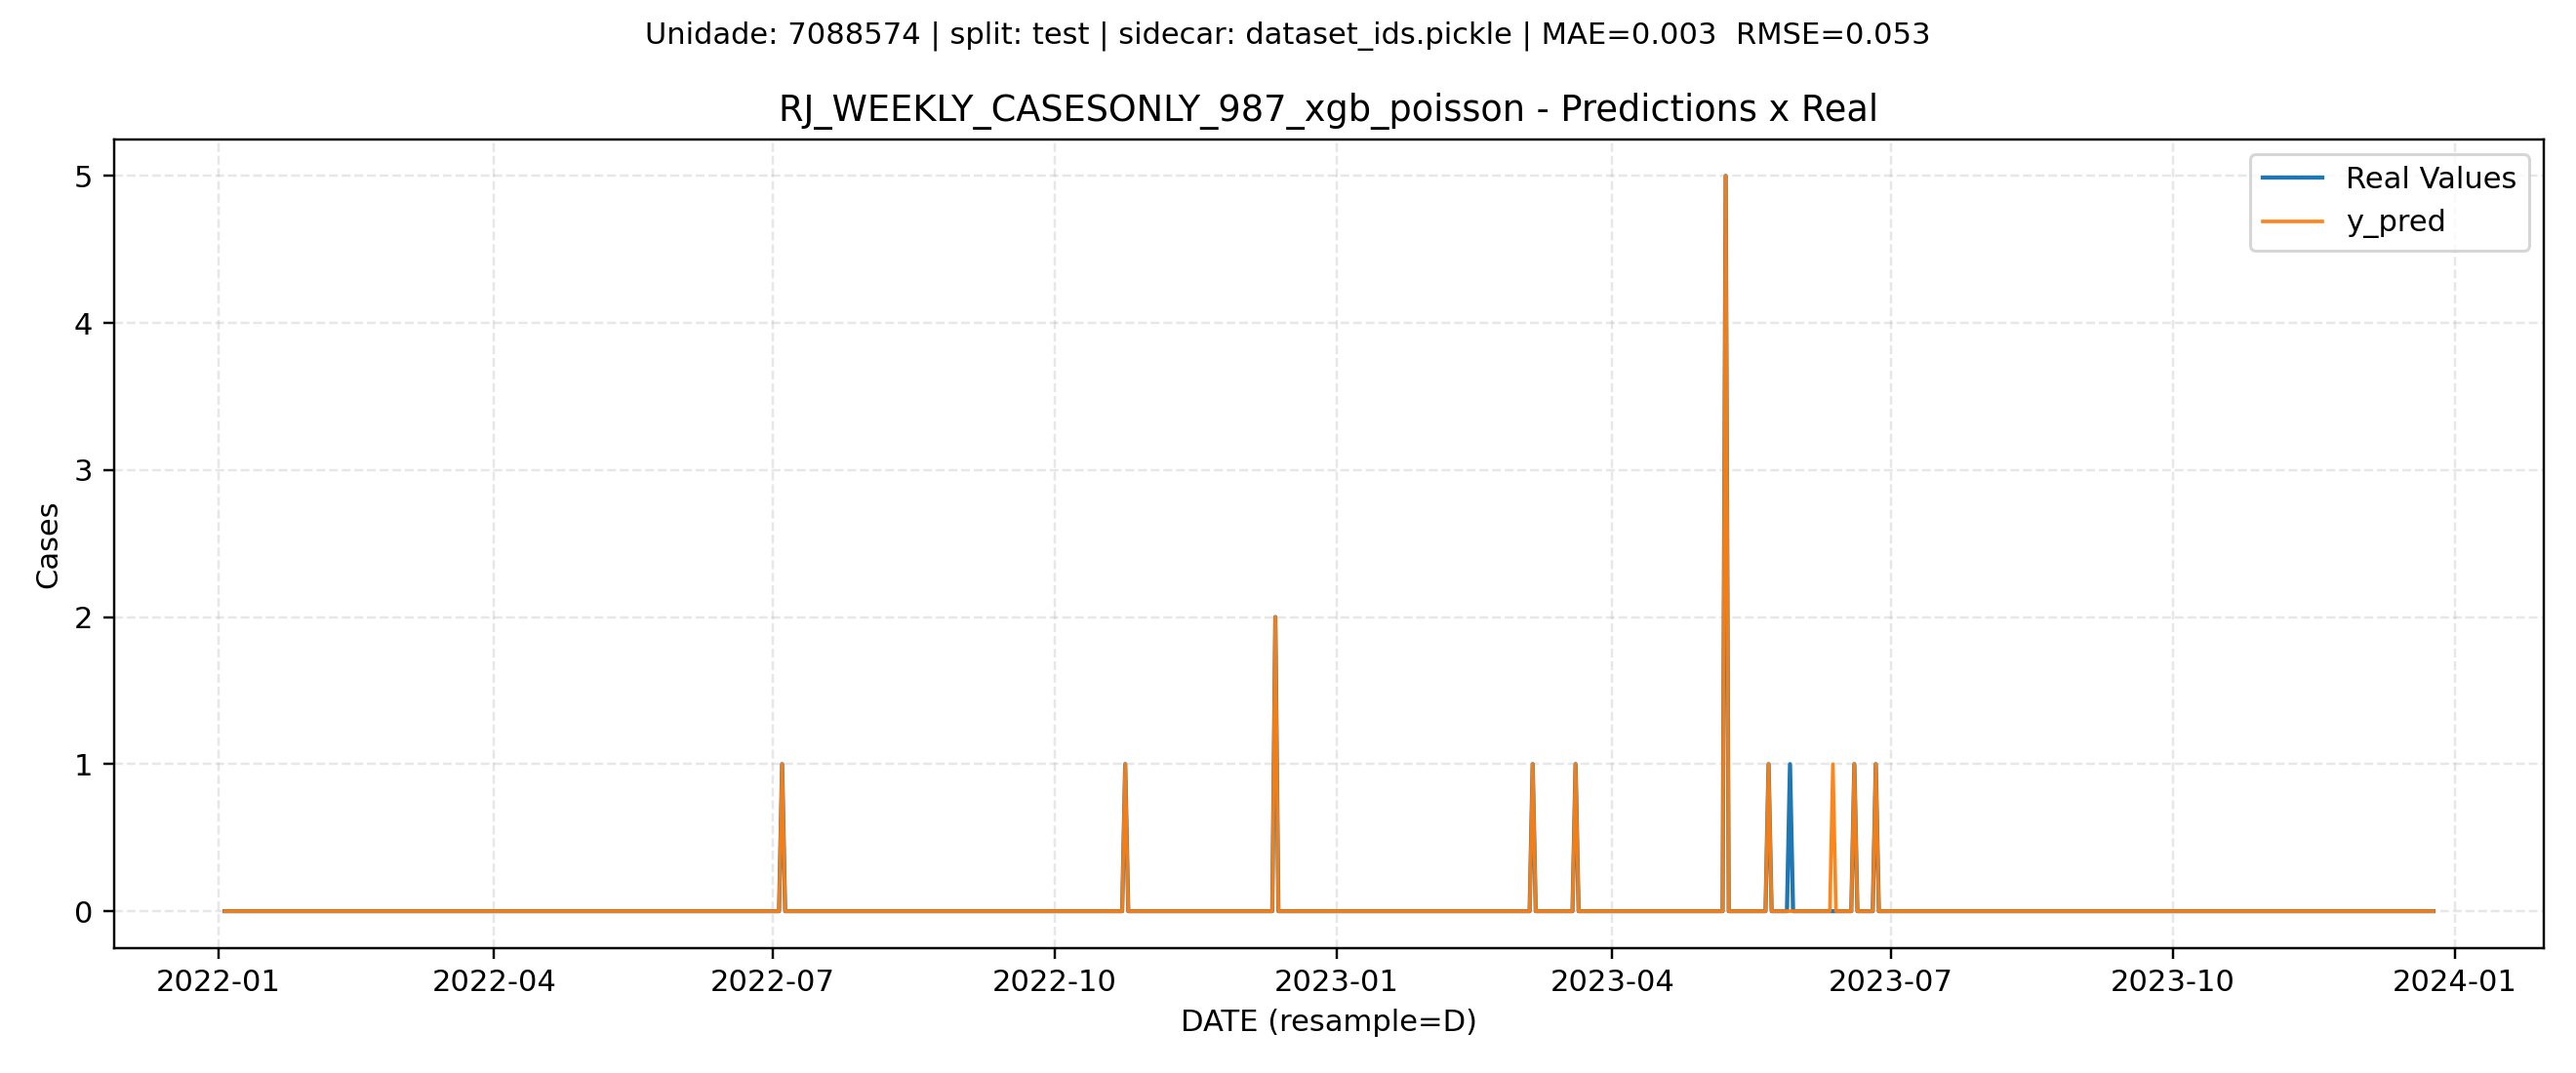 Unidade: 7088574 | split: test | sidecar: dataset_ids.pickle | MAE=0.003  RMSE=0.053
RJ_WEEKLY_CASESONLY_987_xgb_poisson - Predictions x Real
Real Values
y_pred
5
4
3
2
1
0
Cases
2022-01
2022-04
2022-07
2022-10
2023-01
2023-04
2023-07
2023-10
2024-01
DATE (resample=D)